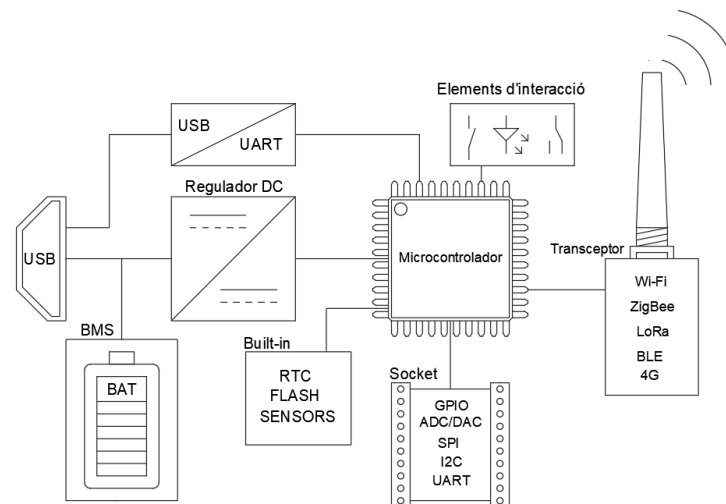 Elements d'interacció
USB
UART
Regulador DC
USB
Microcontrolador
Transceptor
Wi-Fi
ZigBee
LoRa
BLE
4G
BMS
BAT
Built-in
RTC
FLASH
SENSORS
Socket
GPIO
ADC/DAC
SPI
I2C
UART